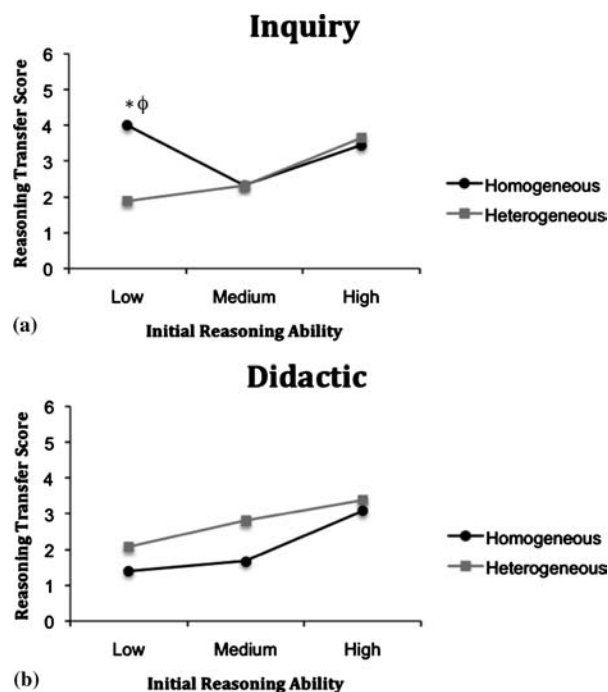 Inquiry
Reasoning Transfer Score
6
5
4
3
2
1
0
*ϕ
Low Medium High
Homogeneous
Heterogeneous
(a)
Initial Reasoning Ability
Didactic
Reasoning Transfer Score
6
5
4
3
2
1
0
Low Medium High
Homogeneous
Heterogeneous
(b)
Initial Reasoning Ability